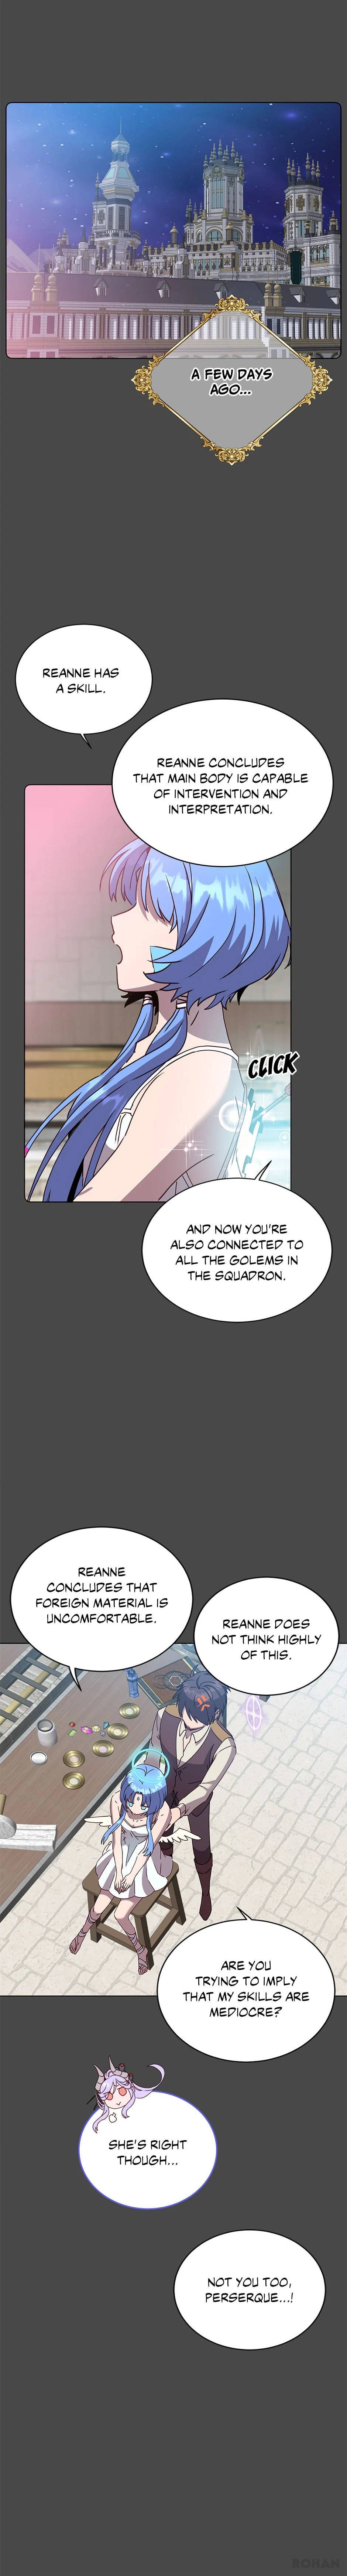 A FEW DAYS
AGO...
REANNE HAS
A SKILL.
REANNE CONCLUDES
THAT MAIN BODY IS CAPABLE
OF INTERVENTION AND
INTERPRETATION.
CLICK
AND NOW YOU'RE
ALSO CONNECTED TO
ALL THE GOLEMS IN
THE SQUADRON.
REANNE
CONCLUDES THAT
FOREIGN MATERIAL IS
UNCOMFORTABLE.
REANNE DOES
NOT THINK HIGHLY
OF THIS.
ARE YOU
TRYING TO IMPLY
THAT MY SKILLS ARE
MEDIOCRE?
SHE'S RIGHT
THOUGH...
NOT YOU TOO,
PERSERQUE...!
ROHAN